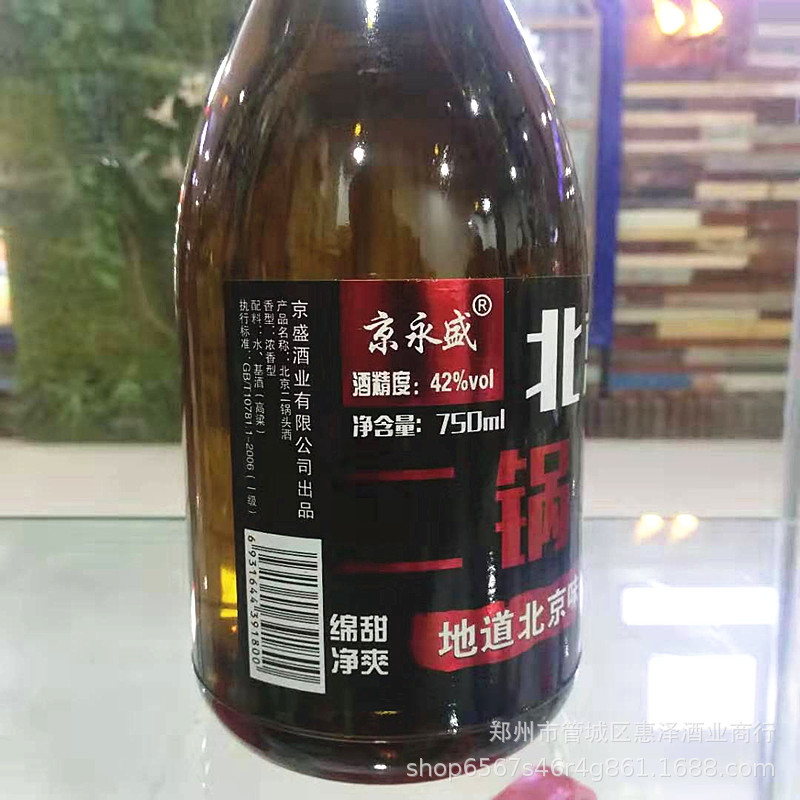 京永盛®
酒精度：42%vol
净含量：750ml
北
二锅
地道北京味
绵甜
净爽
京盛酒业有限公司出品
产品名称：北京二锅头酒
香型：浓香型
配料：水、基酒（高粱）
执行标准：GB/T10781.1-2006（一级）
6931644391800
郑州市管城区惠泽酒业商行
shop6567s46r4g861.1688.com